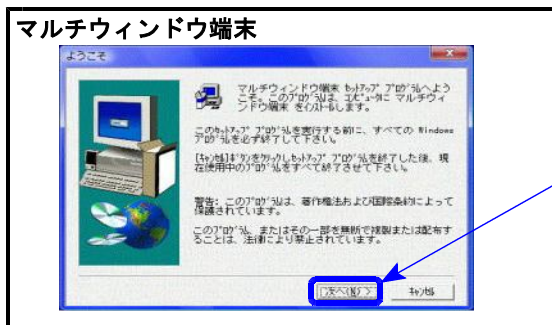 マルチウィンドウ端末
ようこそ
マルチウィンドウ端末 ｾｯﾄｱｯﾌﾟ ﾌﾟﾛｸﾞﾗﾑへよう
こそ。このﾌﾟﾛｸﾞﾗﾑは、ｺﾝﾋﾟｭｰﾀに マルチウィ
ンドウ端末 をｲﾝｽﾄｰﾙします。
このｾｯﾄｱｯﾌﾟ ﾌﾟﾛｸﾞﾗﾑを実行する前に、すべての Windows
ﾌﾟﾛｸﾞﾗﾑを必ず終了して下さい。
[ｷｬﾝｾﾙ]ﾎﾞﾀﾝをｸﾘｯｸしｾｯﾄｱｯﾌﾟ ﾌﾟﾛｸﾞﾗﾑを終了した後、現
在使用中のﾌﾟﾛｸﾞﾗﾑをすべて終了させて下さい。
警告: このﾌﾟﾛｸﾞﾗﾑは、著作権法および国際条約によって
保護されています。
このﾌﾟﾛｸﾞﾗﾑ、またはその一部を無断で複製または配布す
ることは、法律により禁止されています。
次へ(N) >
ｷｬﾝｾﾙ